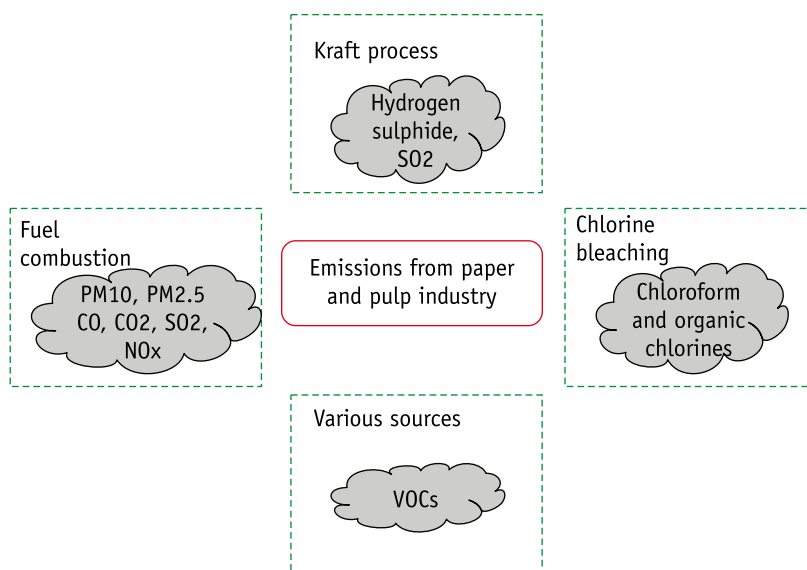 Kraft process
Hydrogen
sulphide,
SO2
Fuel
combustion
PM10, PM2.5
CO, CO2, SO2,
NOx
Emissions from paper
and pulp industry
Chlorine
bleaching
Chloroform
and organic
chlorines
Various sources
VOCs